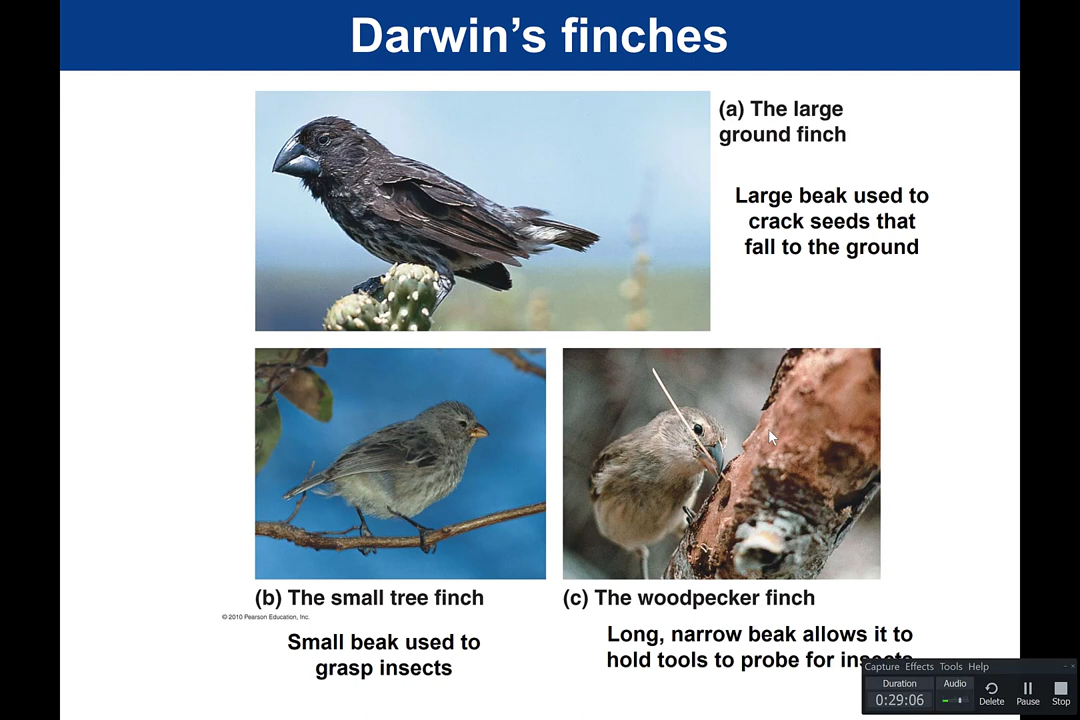 Darwin's finches
(a) The large
ground finch
Large beak used to
crack seeds that
fall to the ground
(b) The small tree finch
(c) The woodpecker finch
© 2010 Pearson Education, Inc.
Small beak used to
grasp insects
Long, narrow beak allows it to
hold tools to probe for insects
Capture Effects Tools Help
Duration
Audio
0:29:06
Delete
Pause
Stop